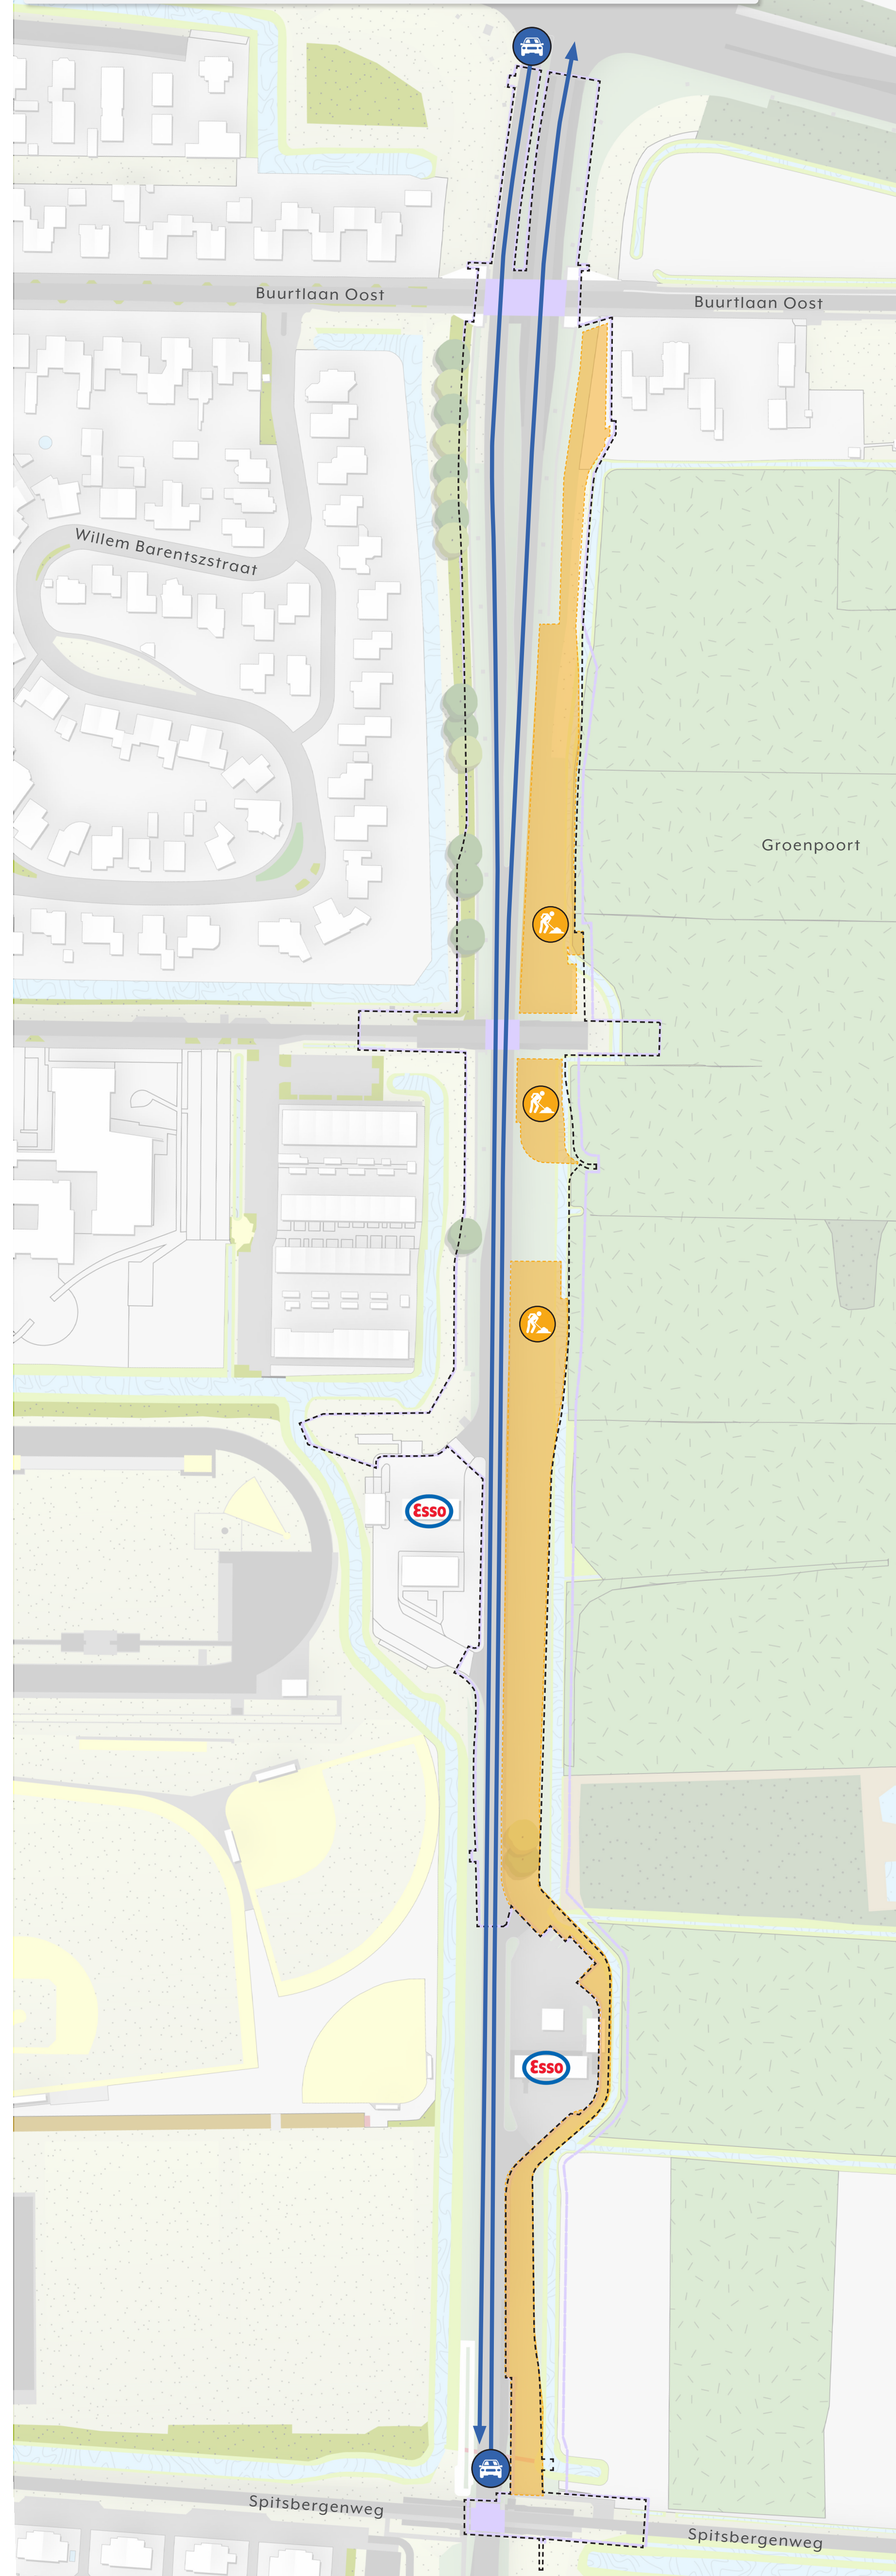 Buurtlaan Oost
Buurtlaan Oost
Willem Barentszstraat
Groenpoort
Esso
Esso
Spitsbergenweg
Spitsbergenweg